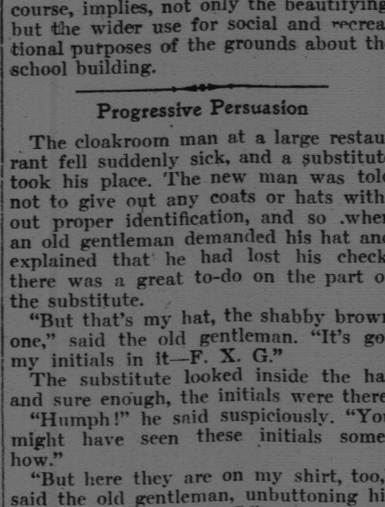 course, implies, not only the beautifying
but the wider use for social and recrea
tional purposes of the grounds about th
school building.
Progressive Persuasion
The cloakroom man at a large restau
rant fell suddenly sick, and a substitut
took his place. The new man was tol
not to give out any coats or hats with
out proper identification, and so .when
an old gentleman demanded his hat and
explained that he had lost his check
there was a great to-do on the part o
the substitute.
"But that's my hat, the shabby brown
one," said the old gentleman. "It's go
my initials in it—F. X. G."
The substitute looked inside the ha
and sure enough, the initials were there
"Humph!" he said suspiciously. "You
might have seen these initials some
how."
"But here they are on my shirt, too,
said the old gentleman, unbuttoning hi